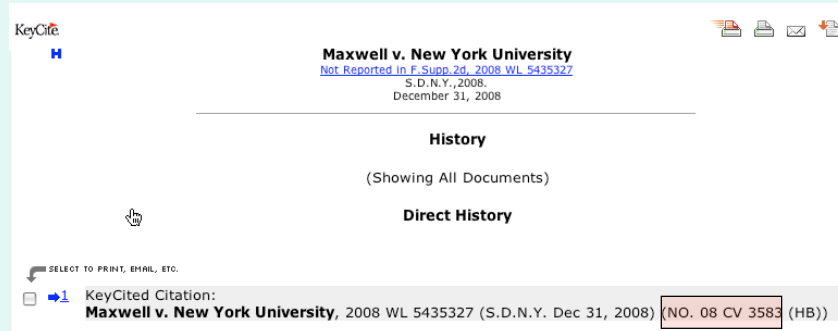 KeyCite
H
Maxwell v. New York University
Not Reported in F.Supp.2d, 2008 WL 5435327
S.D.N.Y.,2008.
December 31, 2008
History
(Showing All Documents)
Direct History
SELECT TO PRINT, EMAIL, ETC.
1 KeyCited Citation:
Maxwell v. New York University, 2008 WL 5435327 (S.D.N.Y. Dec 31, 2008) (NO. 08 CV 3583 (HB))